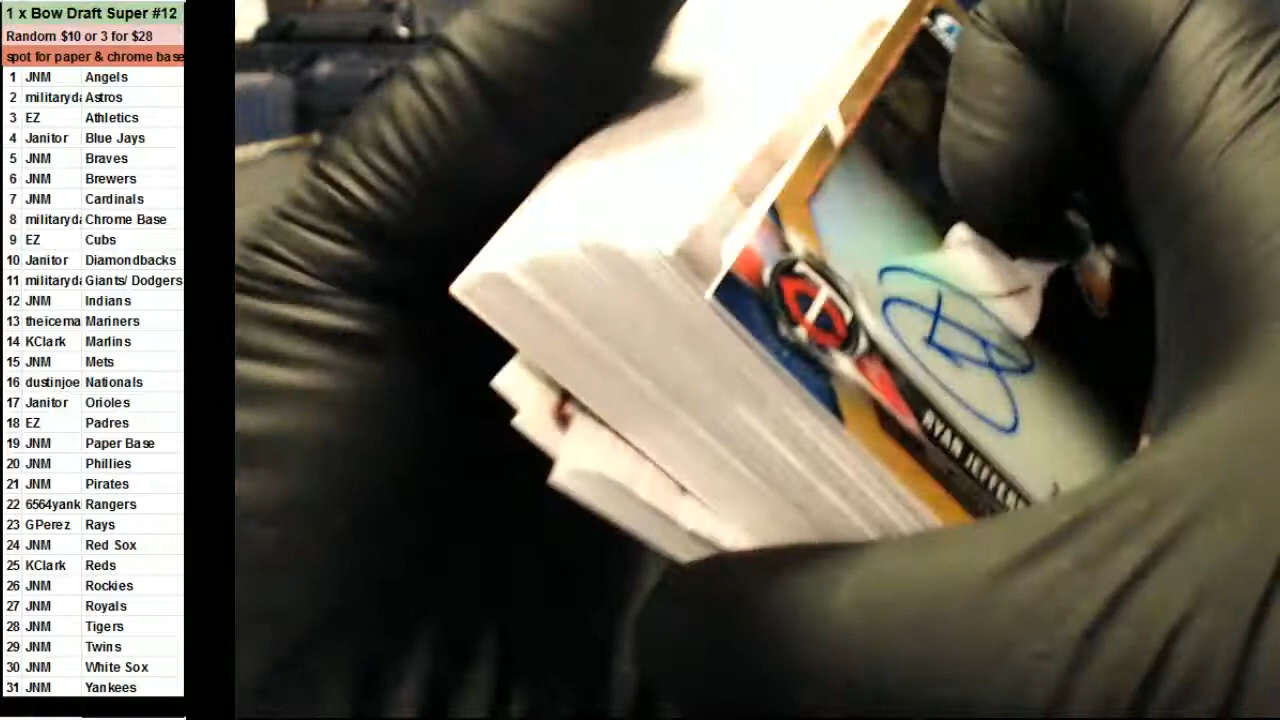 1 x Bow Draft Super #12
Random $10 or 3 for $28
spot for paper & chrome base
1 JNM Angels
2 militaryda Astros
3 EZ Athletics
4 Janitor Blue Jays
5 JNM Braves
6 JNM Brewers
7 JNM Cardinals
8 militaryda Chrome Base
9 EZ Cubs
10 Janitor Diamondbacks
11 militaryda Giants/ Dodgers
12 JNM Indians
13 theicema Mariners
14 KClark Marlins
15 JNM Mets
16 dustinjoe Nationals
17 Janitor Orioles
18 EZ Padres
19 JNM Paper Base
20 JNM Phillies
21 JNM Pirates
22 6564yank Rangers
23 GPerez Rays
24 JNM Red Sox
25 KClark Reds
26 JNM Rockies
27 JNM Royals
28 JNM Tigers
29 JNM Twins
30 JNM White Sox
31 JNM Yankees
RYAN JEFFERS